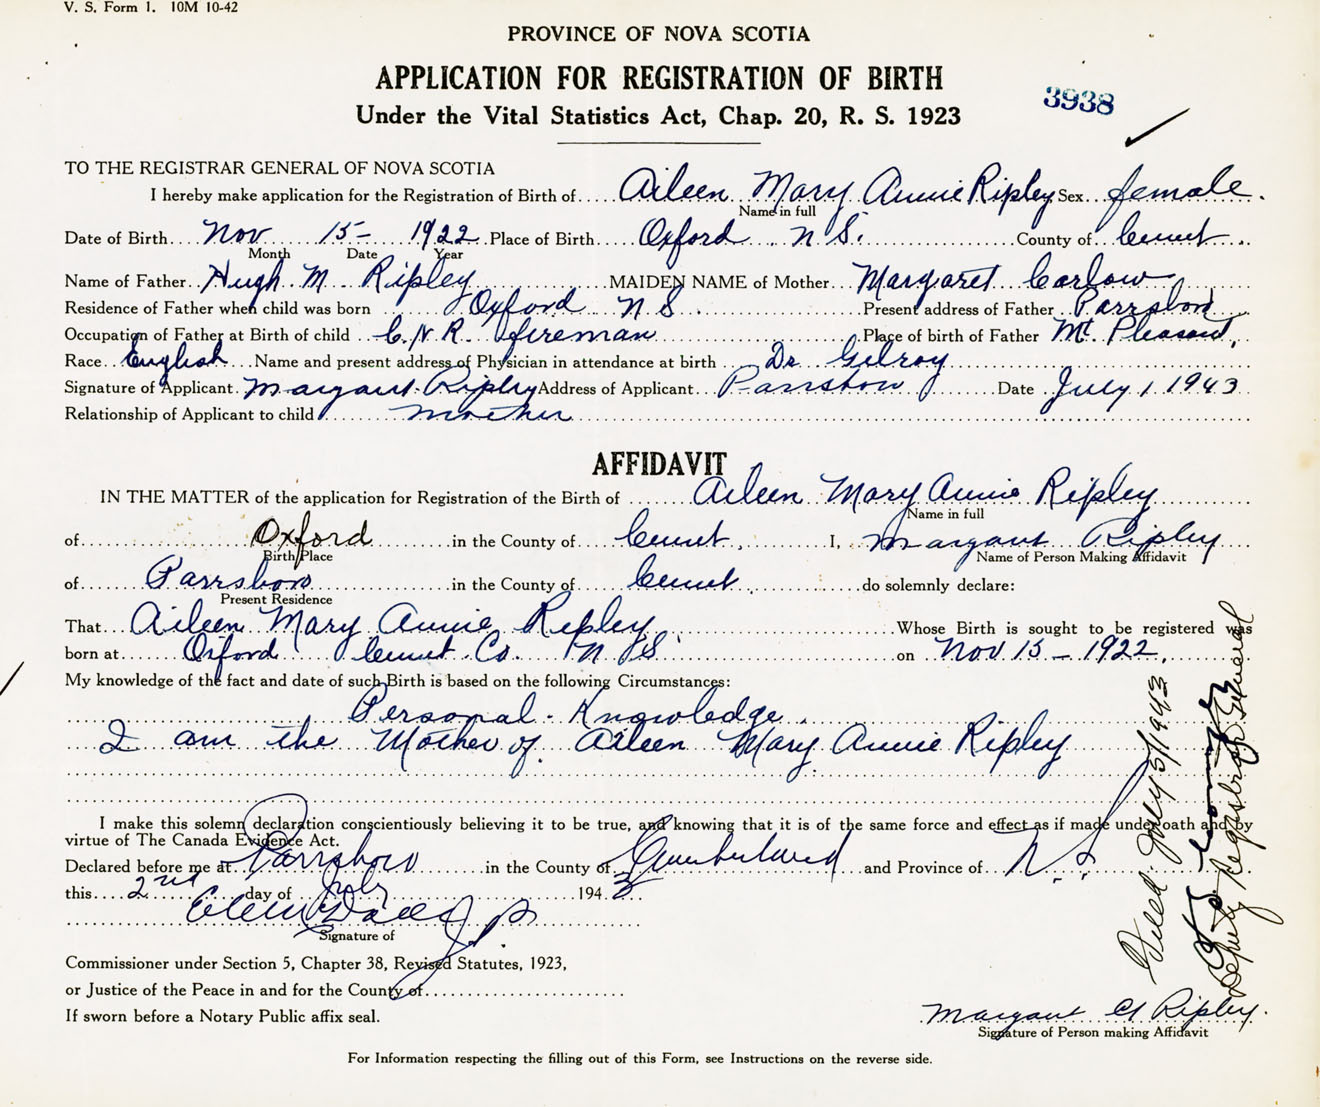 V. S. Form 1. 10M 10-42
PROVINCE OF NOVA SCOTIA
APPLICATION FOR REGISTRATION OF BIRTH
3938
Under the Vital Statistics Act, Chap. 20, R. S. 1923
TO THE REGISTRAR GENERAL OF NOVA SCOTIA
I hereby make application for the Registration of Birth of Aileen Mary Annie Ripley Sex female
Name in full
Date of Birth Nov 15 - 1922 Place of Birth Oxford N S. County of
Month Date Year
Name of Father Hugh M Ripley MAIDEN NAME of Mother Margaret Carlow
Residence of Father when child was born Oxford N S Present address of Father Parrsboro
Occupation of Father at Birth of child C.N.R. fireman Place of birth of Father Mt. Pleasant,
Race English Name and present address of Physician in attendance at birth Dr Gilroy
Signature of Applicant Margaret Ripley Address of Applicant Parrsboro Date July 1 1943
Relationship of Applicant to child Mother
AFFIDAVIT
IN THE MATTER of the application for Registration of the Birth of Aileen Mary Annie Ripley
Name in full
of Oxford in the County of I, Margaret Ripley
Birth Place Name of Person Making Affidavit
of Parrsboro in the County of do solemnly declare:
Present Residence
That Aileen Mary Annie Ripley Whose Birth is sought to be registered was
born at Oxford Co. N S on Nov 15 - 1922.
My knowledge of the fact and date of such Birth is based on the following Circumstances:
Personal - Knowledge.
I am the Mother of Aileen Mary Annie Ripley
I make this solemn declaration conscientiously believing it to be true, and knowing that it is of the same force and effect as if made under oath and by
virtue of The Canada Evidence Act.
Declared before me at Parrsboro in the County of Cumberland and Province of N. S.
this 2nd day of July 1943
J P.
Signature of
Commissioner under Section 5, Chapter 38, Revised Statutes, 1923,
or Justice of the Peace in and for the County of
If sworn before a Notary Public affix seal.
Margaret A Ripley.
Signature of Person making Affidavit
For Information respecting the filling out of this Form, see Instructions on the reverse side.
Filed July 5/1943
Deputy Registrar General